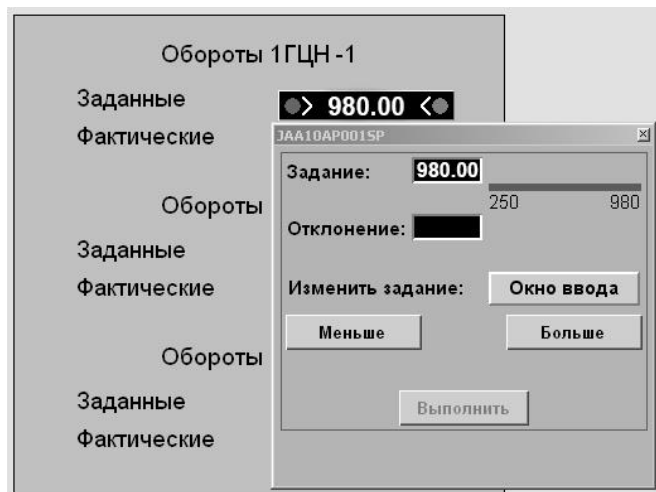 Обороты 1ГЦН -1
Заданные > 980.00 <
Фактические
JAA10AP001SP
Задание: 980.00
250 980
Отклонение:
Изменить задание: Окно ввода
Меньше Больше
Выполнить
Обороты
Заданные
Фактические
Обороты
Заданные
Фактические